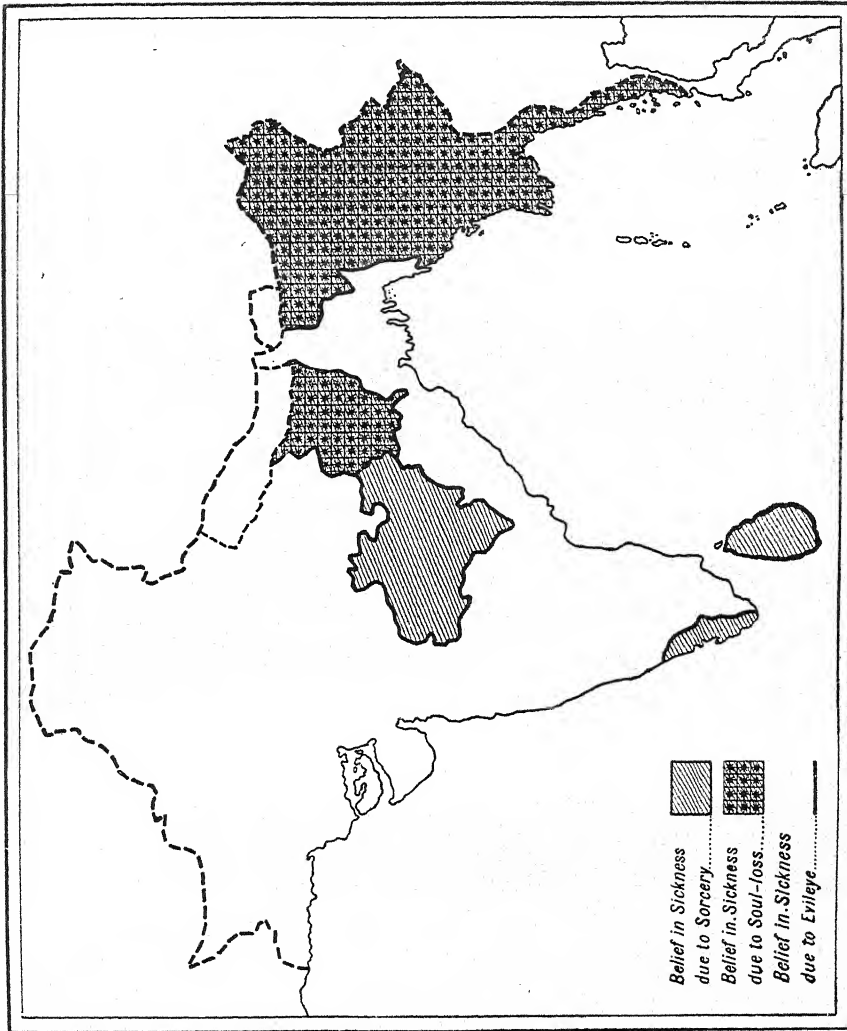 Belief in Sickness
due to Sorcery........
Belief in Sickness
due to Soul-loss.......
Belief in Sickness
due to Evileye........